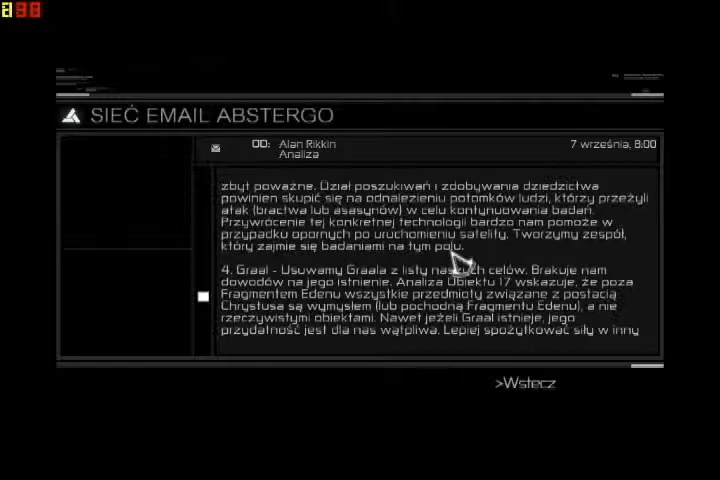 298
SIEĆ EMAIL ABSTERGO
OD: Alan Rikkin 7 września, 8:00
Analiza
zbyt poważne. Dział poszukiwań i zdobywania dziedzictwa
powinien skupić się na odnalezieniu potomków ludzi, którzy przeżyli
atak (bractwa lub asasynów) w celu kontynuowania badań.
Przywrócenie tej konkretnej technologii bardzo nam pomoże w
przypadku opornych po uruchomieniu satelity. Tworzymy zespół,
który zajmie się badaniami na tym polu.
4. Graal - Usuwamy Graala z listy naszych celów. Brakuje nam
dowodów na jego istnienie. Analiza Obiektu 17 wskazuje, że poza
Fragmentem Edenu wszystkie przedmioty związane z postacią
Chrystusa są wymysłem (lub pochodną Fragmentu Edenu), a nie
rzeczywistymi obiektami. Nawet jeżeli Graal istnieje, jego
przydatność jest dla nas wątpliwa. Lepiej spożytkować siły w inny
>Wstecz